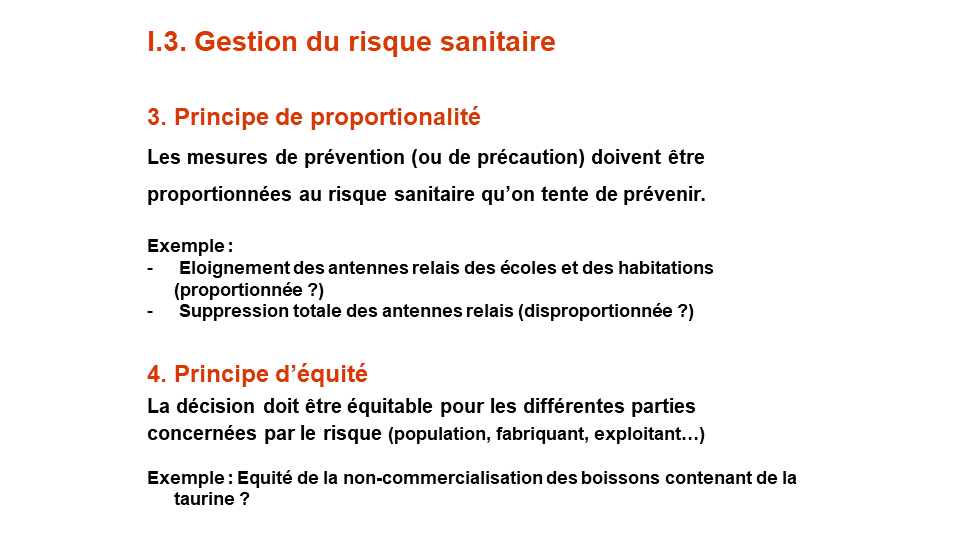 I.3. Gestion du risque sanitaire
3. Principe de proportionalité
Les mesures de prévention (ou de précaution) doivent être
proportionnées au risque sanitaire qu’on tente de prévenir.
Exemple :
- Eloignement des antennes relais des écoles et des habitations
(proportionnée ?)
- Suppression totale des antennes relais (disproportionnée ?)
4. Principe d’équité
La décision doit être équitable pour les différentes parties
concernées par le risque (population, fabriquant, exploitant…)
Exemple : Equité de la non-commercialisation des boissons contenant de la
taurine ?